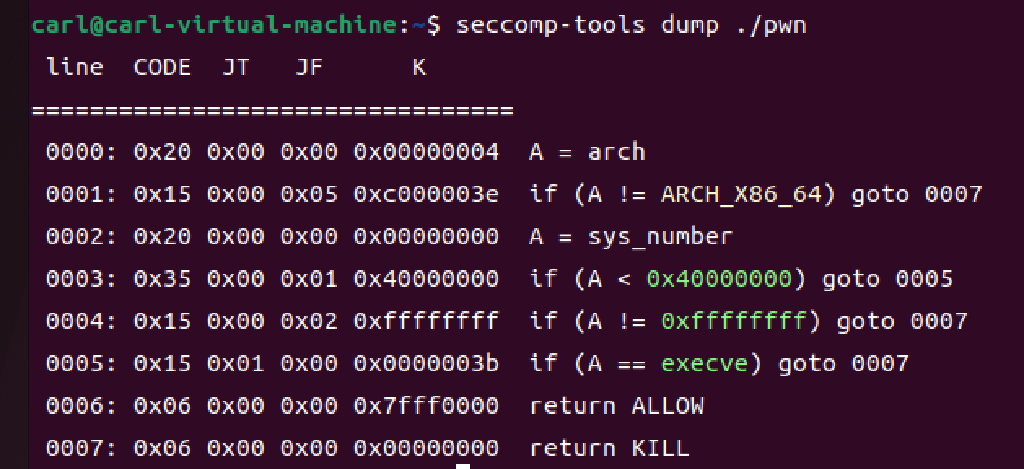 carl@carl-virtual-machine:~$ seccomp-tools dump ./pwn
line CODE JT JF K
=================================
0000: 0x20 0x00 0x00 0x00000004 A = arch
0001: 0x15 0x00 0x05 0xc000003e if (A != ARCH_X86_64) goto 0007
0002: 0x20 0x00 0x00 0x00000000 A = sys_number
0003: 0x35 0x00 0x01 0x40000000 if (A < 0x40000000) goto 0005
0004: 0x15 0x00 0x02 0xffffffff if (A != 0xffffffff) goto 0007
0005: 0x15 0x01 0x00 0x0000003b if (A == execve) goto 0007
0006: 0x06 0x00 0x00 0x7fff0000 return ALLOW
0007: 0x06 0x00 0x00 0x00000000 return KILL